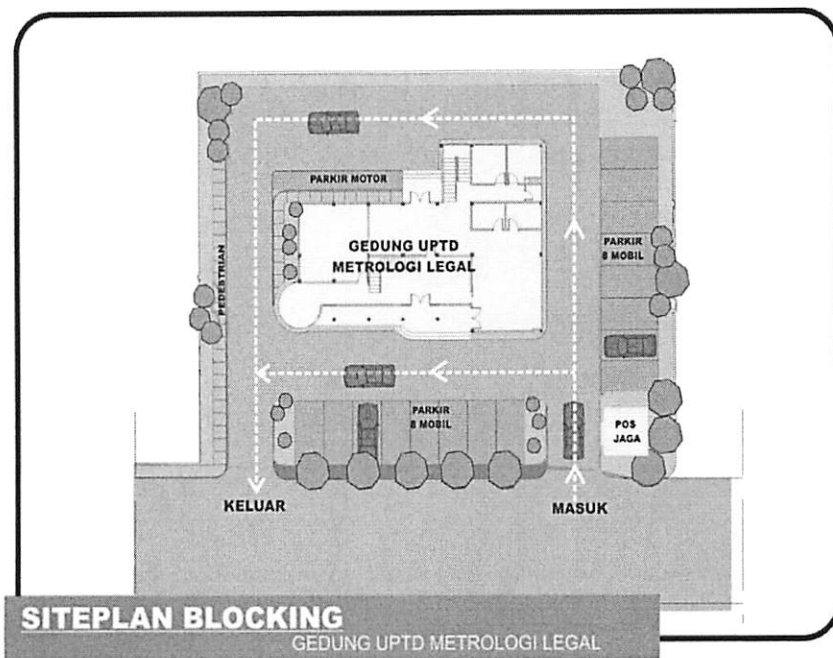 PARKIR MOTOR
GEDUNG UPTD
METROLOGI LEGAL
PARKIR
8 MOBIL
PEDESTRIAN
PARKIR
8 MOBIL
POS
JAGA
KELUAR
MASUK
SITEPLAN BLOCKING
GEDUNG UPTD METROLOGI LEGAL